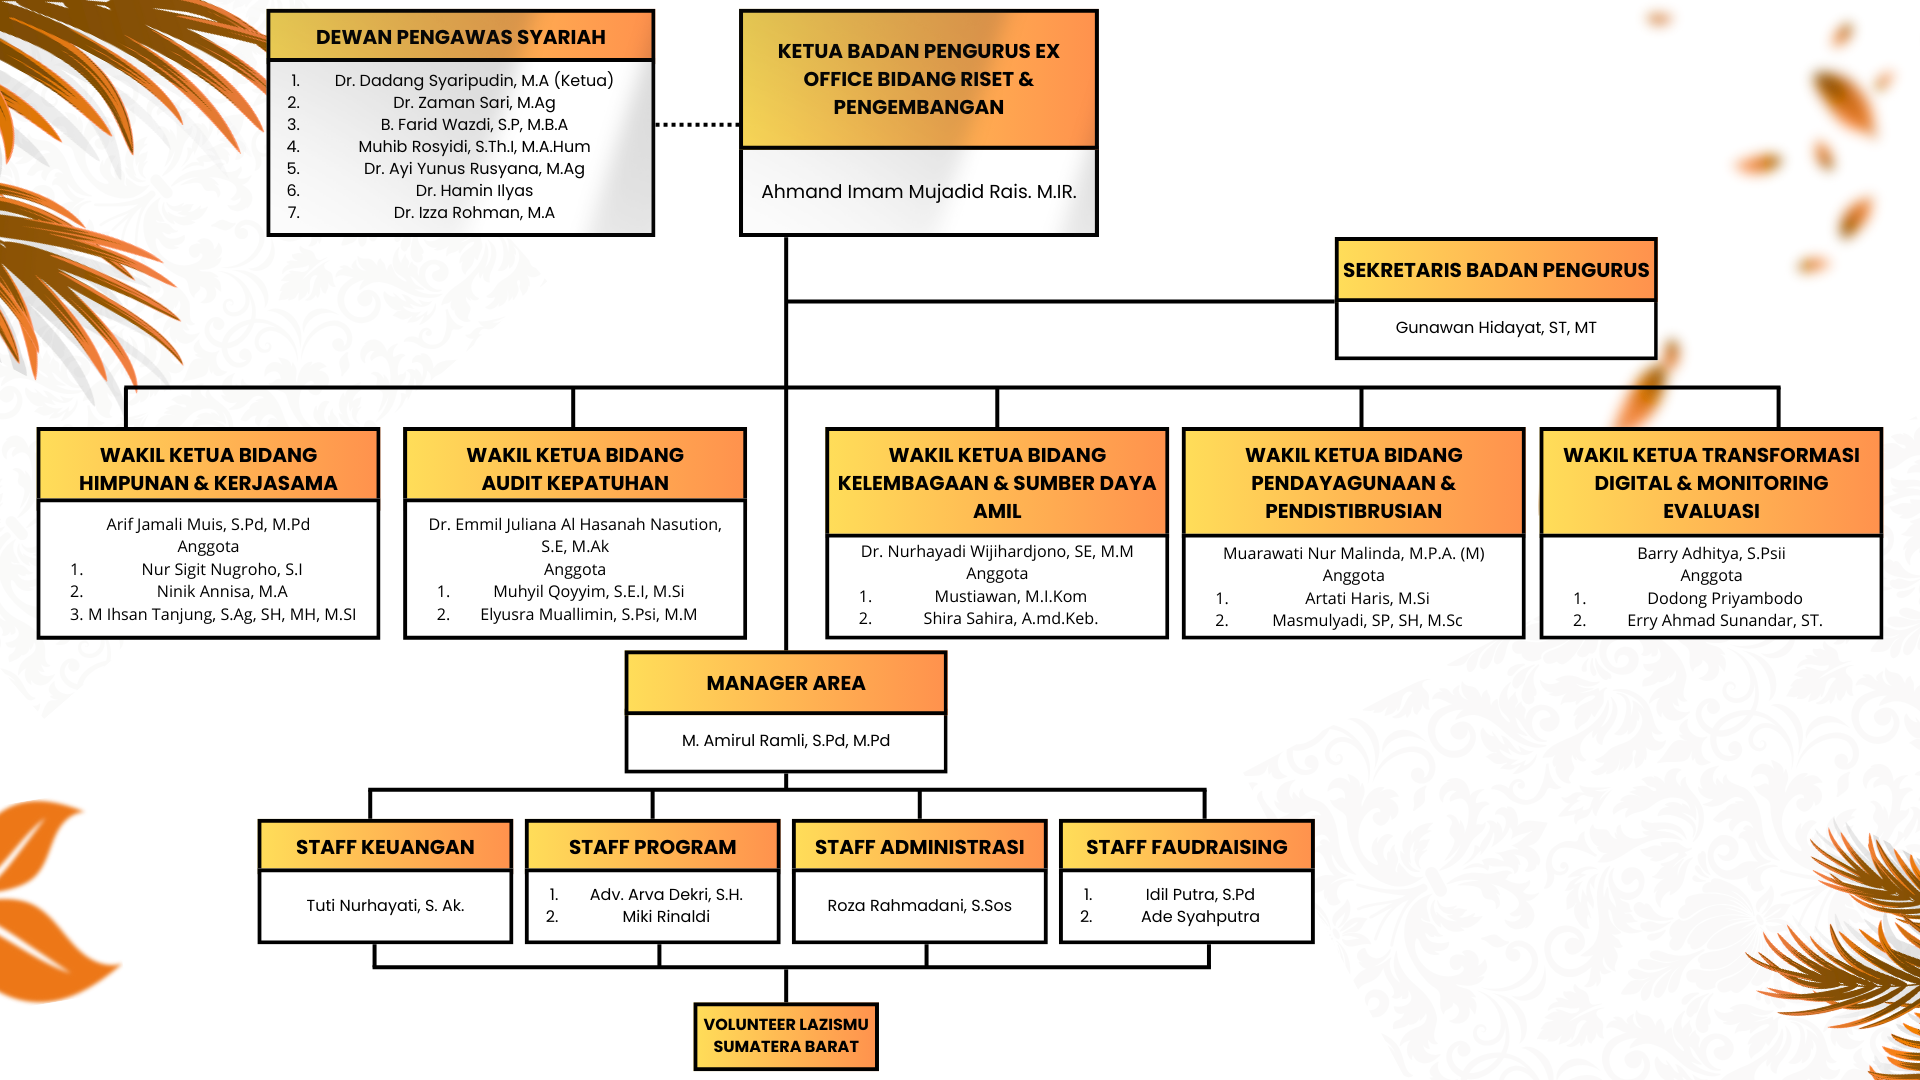 DEWAN PENGAWAS SYARIAH
1. Dr. Dadang Syaripudin, M.A (Ketua)
2. Dr. Zaman Sari, M.Ag
3. B. Farid Wazdi, S.P, M.B.A
4. Muhib Rosyidi, S.Th.I, M.A.Hum
5. Dr. Ayi Yunus Rusyana, M.Ag
6. Dr. Hamin Ilyas
7. Dr. Izza Rohman, M.A
KETUA BADAN PENGURUS EX
OFFICE BIDANG RISET &
PENGEMBANGAN
Ahmand Imam Mujadid Rais. M.IR.
SEKRETARIS BADAN PENGURUS
Gunawan Hidayat, ST, MT
WAKIL KETUA BIDANG
HIMPUNAN & KERJASAMA
Arif Jamali Muis, S.Pd, M.Pd
Anggota
1. Nur Sigit Nugroho, S.I
2. Ninik Annisa, M.A
3. M Ihsan Tanjung, S.Ag, SH, MH, M.SI
WAKIL KETUA BIDANG
AUDIT KEPATUHAN
Dr. Emmil Juliana Al Hasanah Nasution,
S.E, M.Ak
Anggota
1. Muhyil Qoyyim, S.E.I, M.Si
2. Elyusra Muallimin, S.Psi, M.M
WAKIL KETUA BIDANG
KELEMBAGAAN & SUMBER DAYA
AMIL
Dr. Nurhayadi Wijihardjono, SE, M.M
Anggota
1. Mustiawan, M.I.Kom
2. Shira Sahira, A.md.Keb.
WAKIL KETUA BIDANG
PENDAYAGUNAAN &
PENDISTIBRUSIAN
Muarawati Nur Malinda, M.P.A. (M)
Anggota
1. Artati Haris, M.Si
2. Masmulyadi, SP, SH, M.Sc
WAKIL KETUA TRANSFORMASI
DIGITAL & MONITORING
EVALUASI
Barry Adhitya, S.Psii
Anggota
1. Dodong Priyambodo
2. Erry Ahmad Sunandar, ST.
MANAGER AREA
M. Amirul Ramli, S.Pd, M.Pd
STAFF KEUANGAN
Tuti Nurhayati, S. Ak.
STAFF PROGRAM
1. Adv. Arva Dekri, S.H.
2. Miki Rinaldi
STAFF ADMINISTRASI
Roza Rahmadani, S.Sos
STAFF FAUDRAISING
1. Idil Putra, S.Pd
2. Ade Syahputra
VOLUNTEER LAZISMU
SUMATERA BARAT